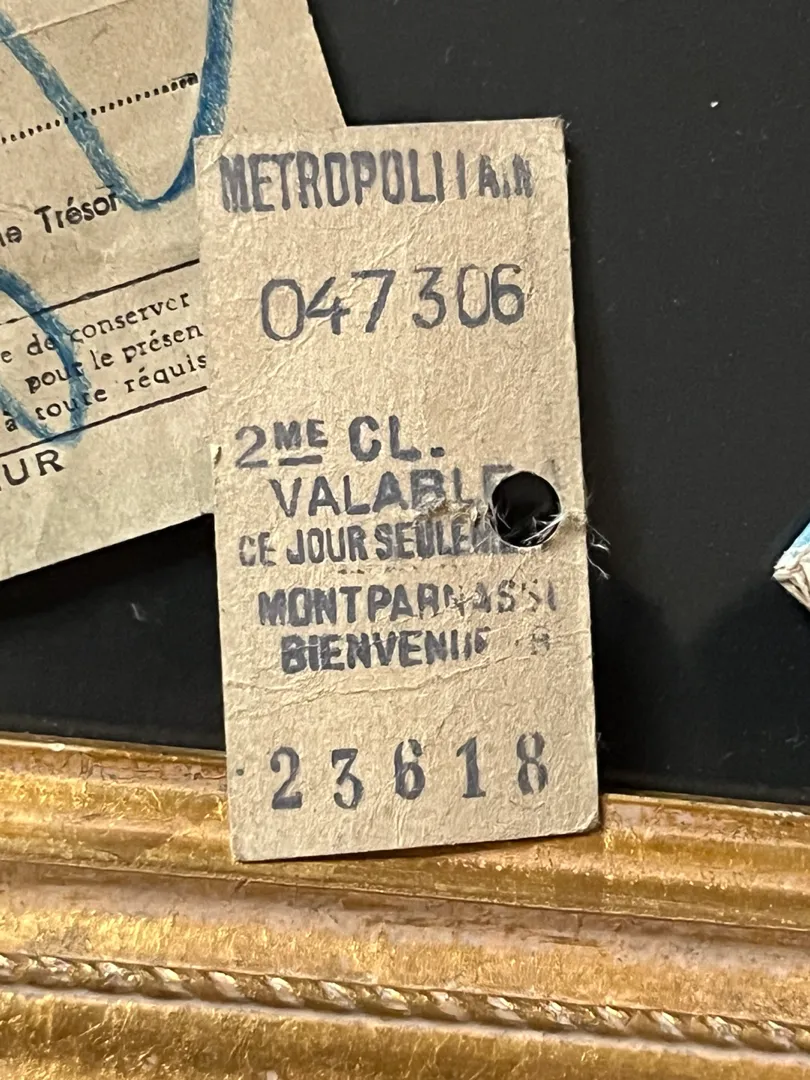 Trésor
de conserver
pour le présen
à toute réquis
UR
METROPOLITAIN
047306
2ME CL.
VALABLE
CE JOUR SEULEMENT
MONTPARNASSE
BIENVENUE B
23618